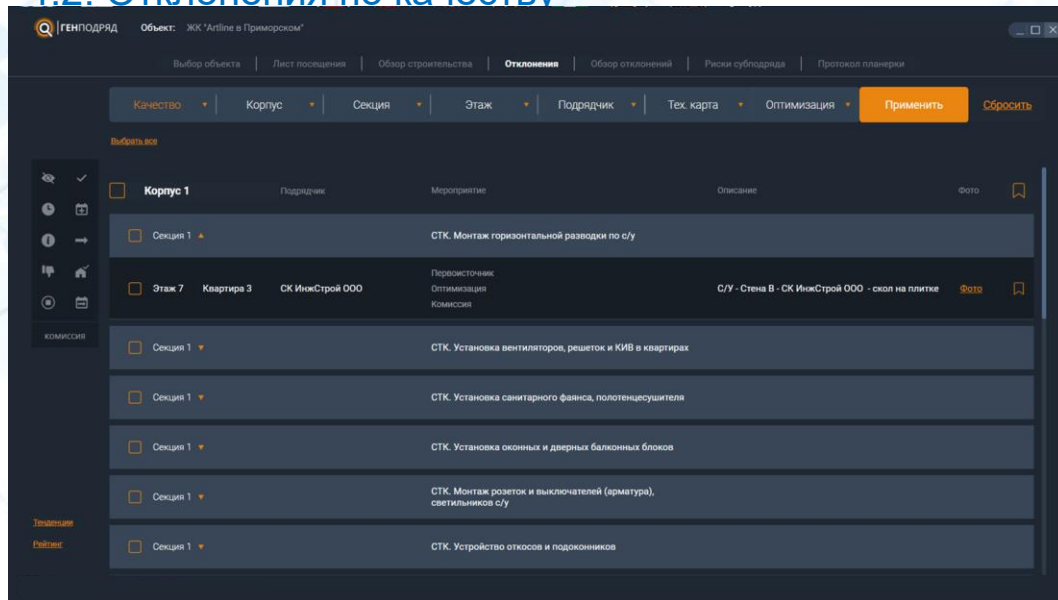 1.2. Отклонения по качеству
ГЕНПОДРЯД Объект: ЖК "Artline в Приморском"
Выбор объекта Лист посещения Обзор строительства Отклонения Обзор отклонений Риски субподряда Протокол планерки
Качество Корпус Секция Этаж Подрядчик Тех. карта Оптимизация Применить Сбросить
Выбрать все
Корпус 1 Подрядчик Мероприятие Описание Фото
Секция 1 СТК. Монтаж горизонтальной разводки по с/у
Первоисточник
Этаж 7 Квартира 3 СК ИнжСтрой ООО Оптимизация С/У - Стена В - СК ИнжСтрой ООО - скол на плитке Фото
Комиссия
КОМИССИЯ
Секция 1 СТК. Установка вентиляторов, решеток и КИВ в квартирах
Секция 1 СТК. Установка санитарного фаянса, полотенцесушителя
Секция 1 СТК. Установка оконных и дверных балконных блоков
Секция 1 СТК. Монтаж розеток и выключателей (арматура),
светильников с/у
Тенденции
Рейтинг
Секция 1 СТК. Устройство откосов и подоконников